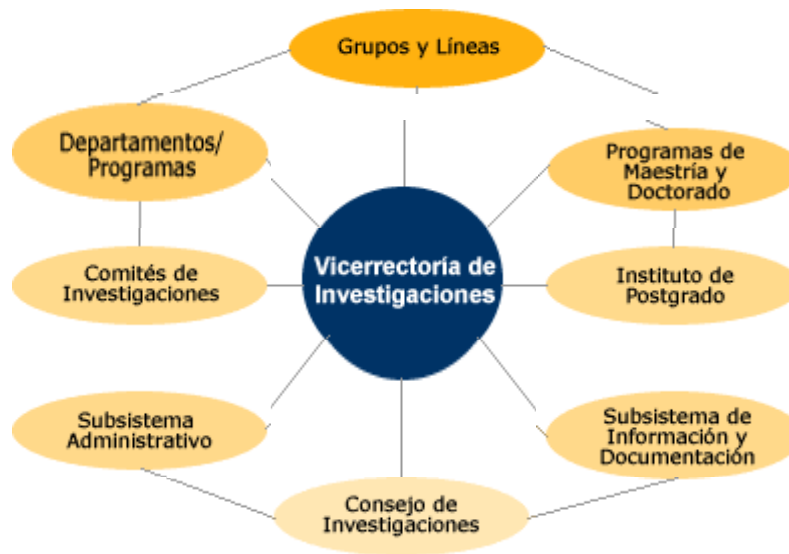 Grupos y Líneas
Departamentos/
Programas
Programas de
Maestría y
Doctorado
Vicerrectoría de
Investigaciones
Comités de
Investigaciones
Instituto de
Postgrado
Subsistema
Administrativo
Subsistema de
Información y
Documentación
Consejo de
Investigaciones